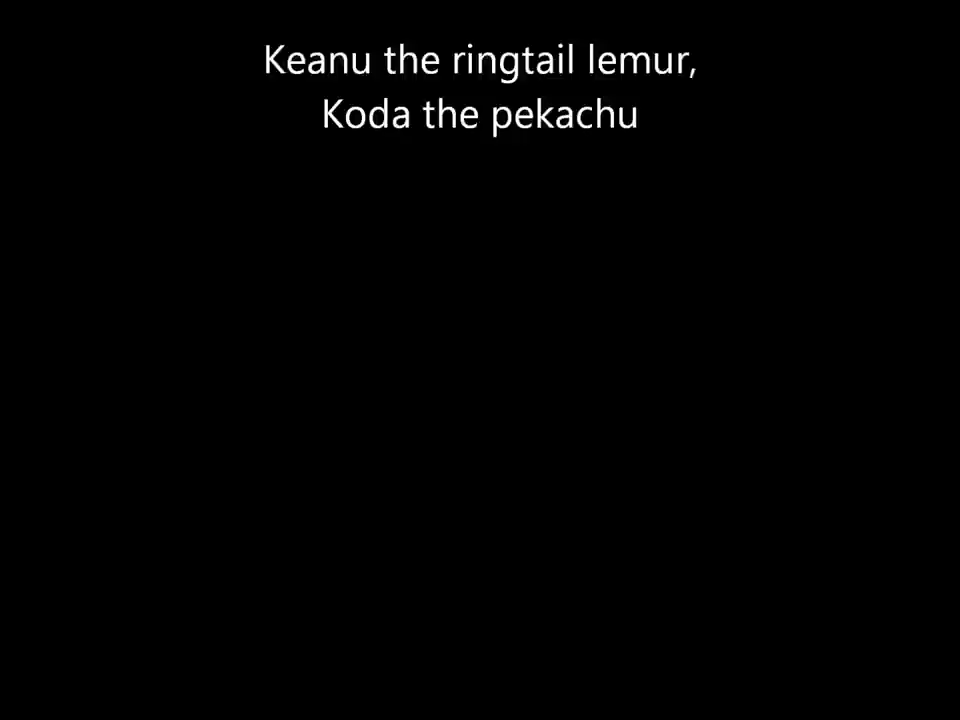 Keanu the ringtail lemur,
Koda the pekachu